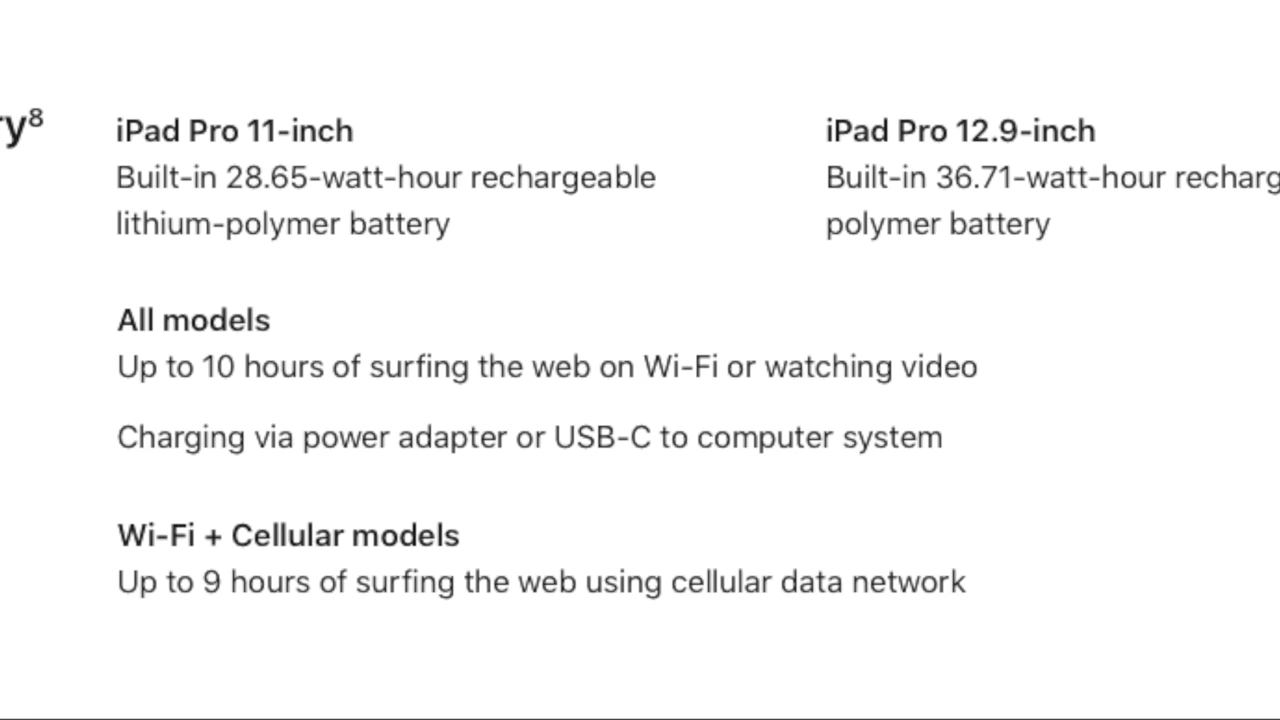 ry⁸
iPad Pro 11-inch
Built-in 28.65-watt-hour rechargeable
lithium-polymer battery
iPad Pro 12.9-inch
Built-in 36.71-watt-hour recharg
polymer battery
All models
Up to 10 hours of surfing the web on Wi-Fi or watching video
Charging via power adapter or USB-C to computer system
Wi-Fi + Cellular models
Up to 9 hours of surfing the web using cellular data network